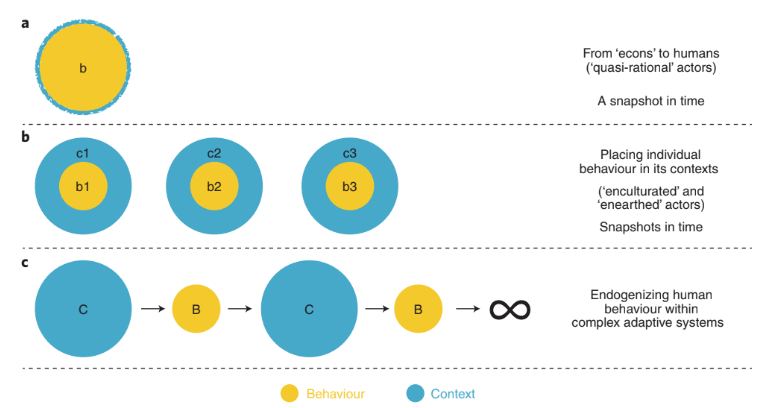 a
b
From ‘econs’ to humans
(‘quasi-rational’ actors)
A snapshot in time
b
c1
c2
c3
b1
b2
b3
Placing individual
behaviour in its contexts
(‘enculturated’ and
‘enearthed’ actors)
Snapshots in time
c
C
B
C
B
∞
Endogenizing human
behaviour within
complex adaptive systems
Behaviour
Context